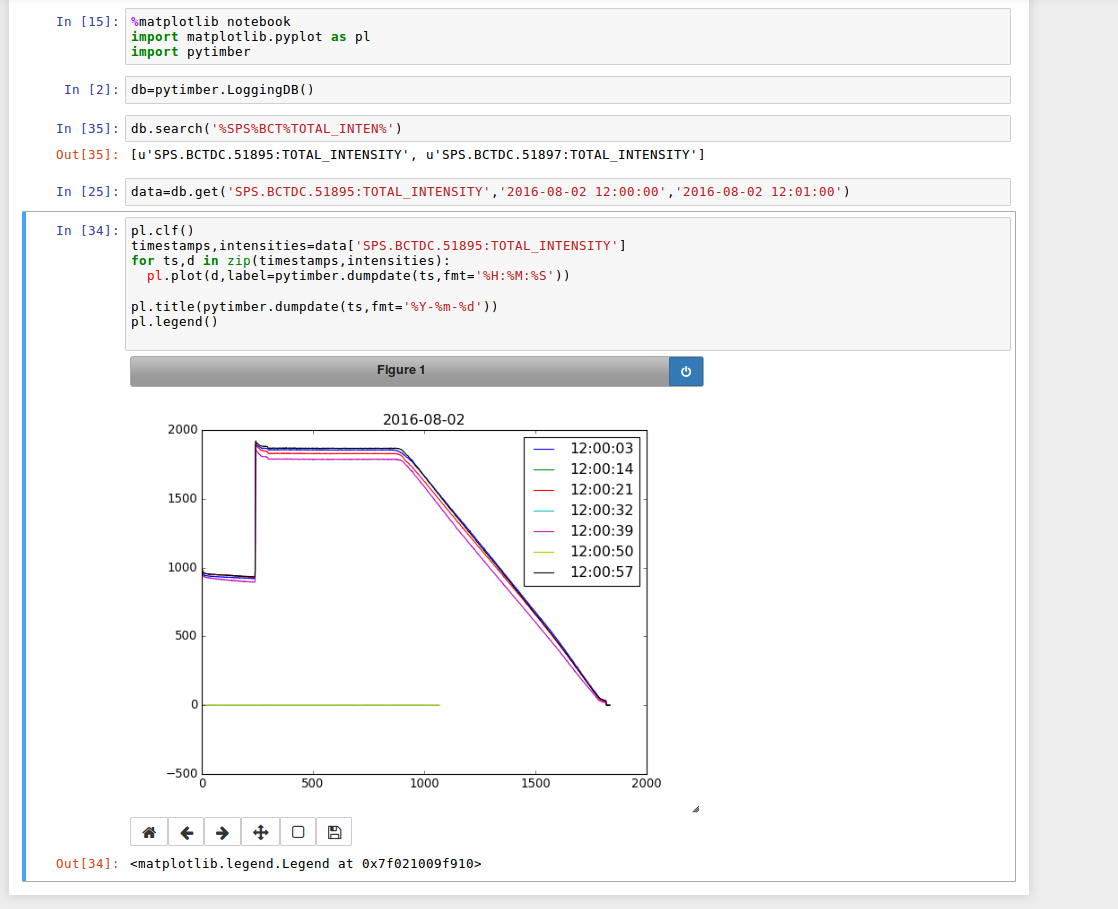 In [15]: %matplotlib notebook
import matplotlib.pyplot as pl
import pytimber
In [2]: db=pytimber.LoggingDB()
In [35]: db.search('%SPS%BCT%TOTAL_INTEN%')
Out[35]: [u'SPS.BCTDC.51895:TOTAL_INTENSITY', u'SPS.BCTDC.51897:TOTAL_INTENSITY']
In [25]: data=db.get('SPS.BCTDC.51895:TOTAL_INTENSITY','2016-08-02 12:00:00','2016-08-02 12:01:00')
In [34]: pl.clf()
timestamps,intensities=data['SPS.BCTDC.51895:TOTAL_INTENSITY']
for ts,d in zip(timestamps,intensities):
  pl.plot(d,label=pytimber.dumpdate(ts,fmt='%H:%M:%S'))
pl.title(pytimber.dumpdate(ts,fmt='%Y-%m-%d'))
pl.legend()
Figure 1
2016-08-02
2000
1500
1000
500
0
−500
0 500 1000 1500 2000
12:00:03
12:00:14
12:00:21
12:00:32
12:00:39
12:00:50
12:00:57
Out[34]: <matplotlib.legend.Legend at 0x7f021009f910>